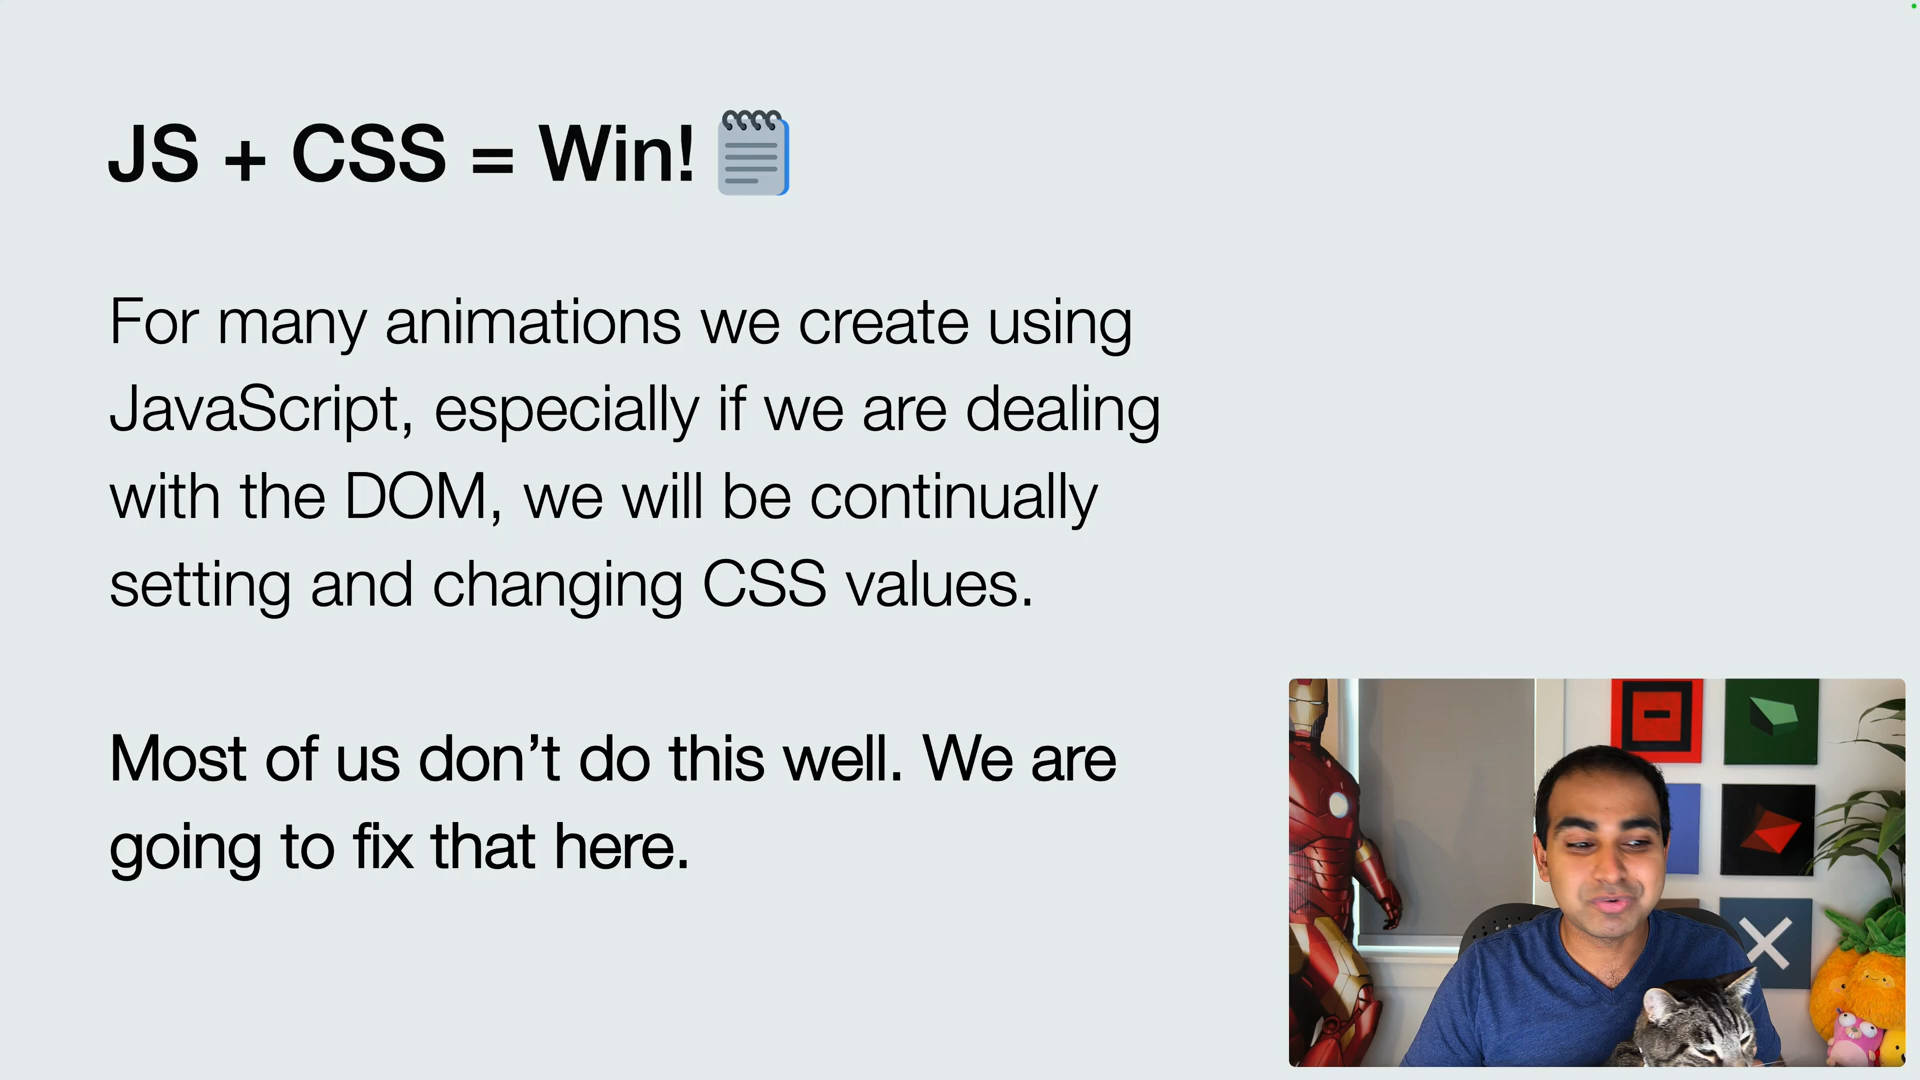 JS + CSS = Win!
For many animations we create using
JavaScript, especially if we are dealing
with the DOM, we will be continually
setting and changing CSS values.
Most of us don’t do this well. We are
going to fix that here.